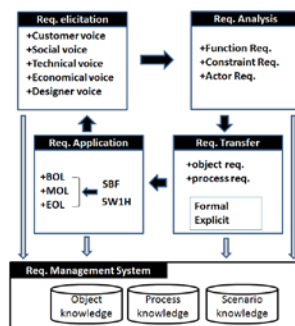 Req. elicitation
+Customer voice
+Social voice
+Technical voice
+Economical voice
+Designer voice
Req. Analysis
+Function Req.
+Constraint Req.
+Actor Req.
Req. Application
+BOL
+MOL
+EOL
SBF
5W1H
Req. Transfer
+object req.
+process req.
Formal
Explicit
Req. Management System
Object
knowledge
Process
knowledge
Scenario
knowledge